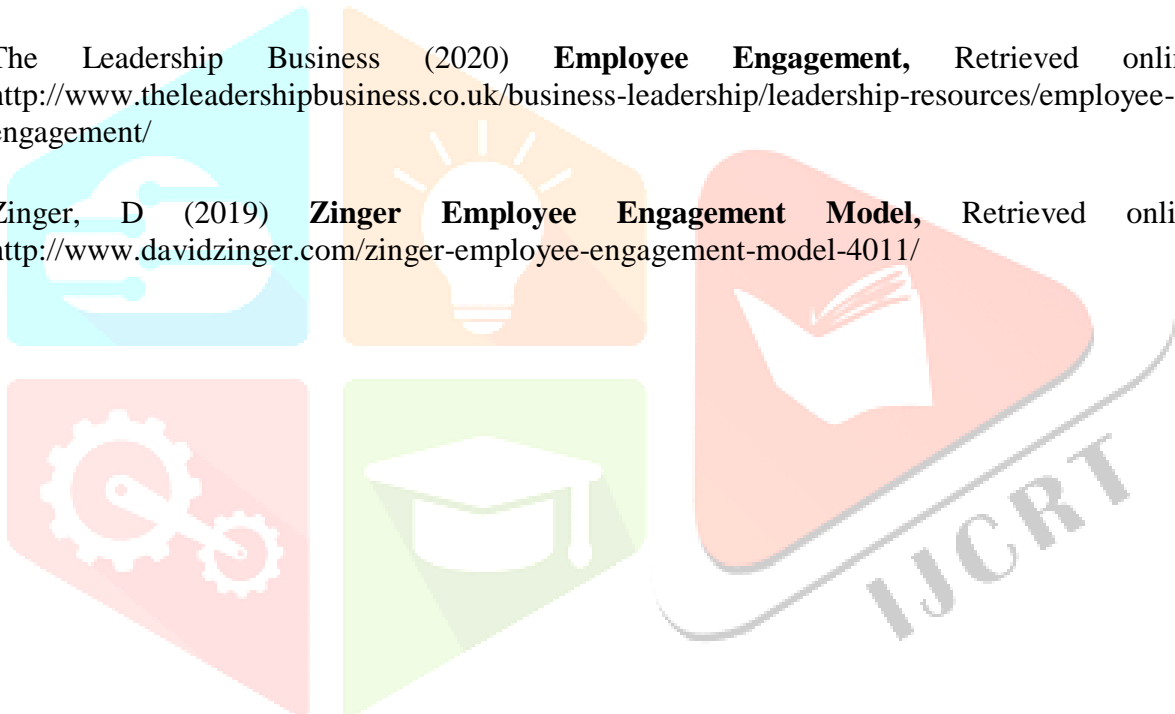 The Leadership Business (2020) Employee Engagement, Retrieved onli
http://www.theleadershipbusiness.co.uk/business-leadership/leadership-resources/employee-
engagement/
Zinger, D (2019) Zinger Employee Engagement Model, Retrieved onli
http://www.davidzinger.com/zinger-employee-engagement-model-4011/
IJCRT